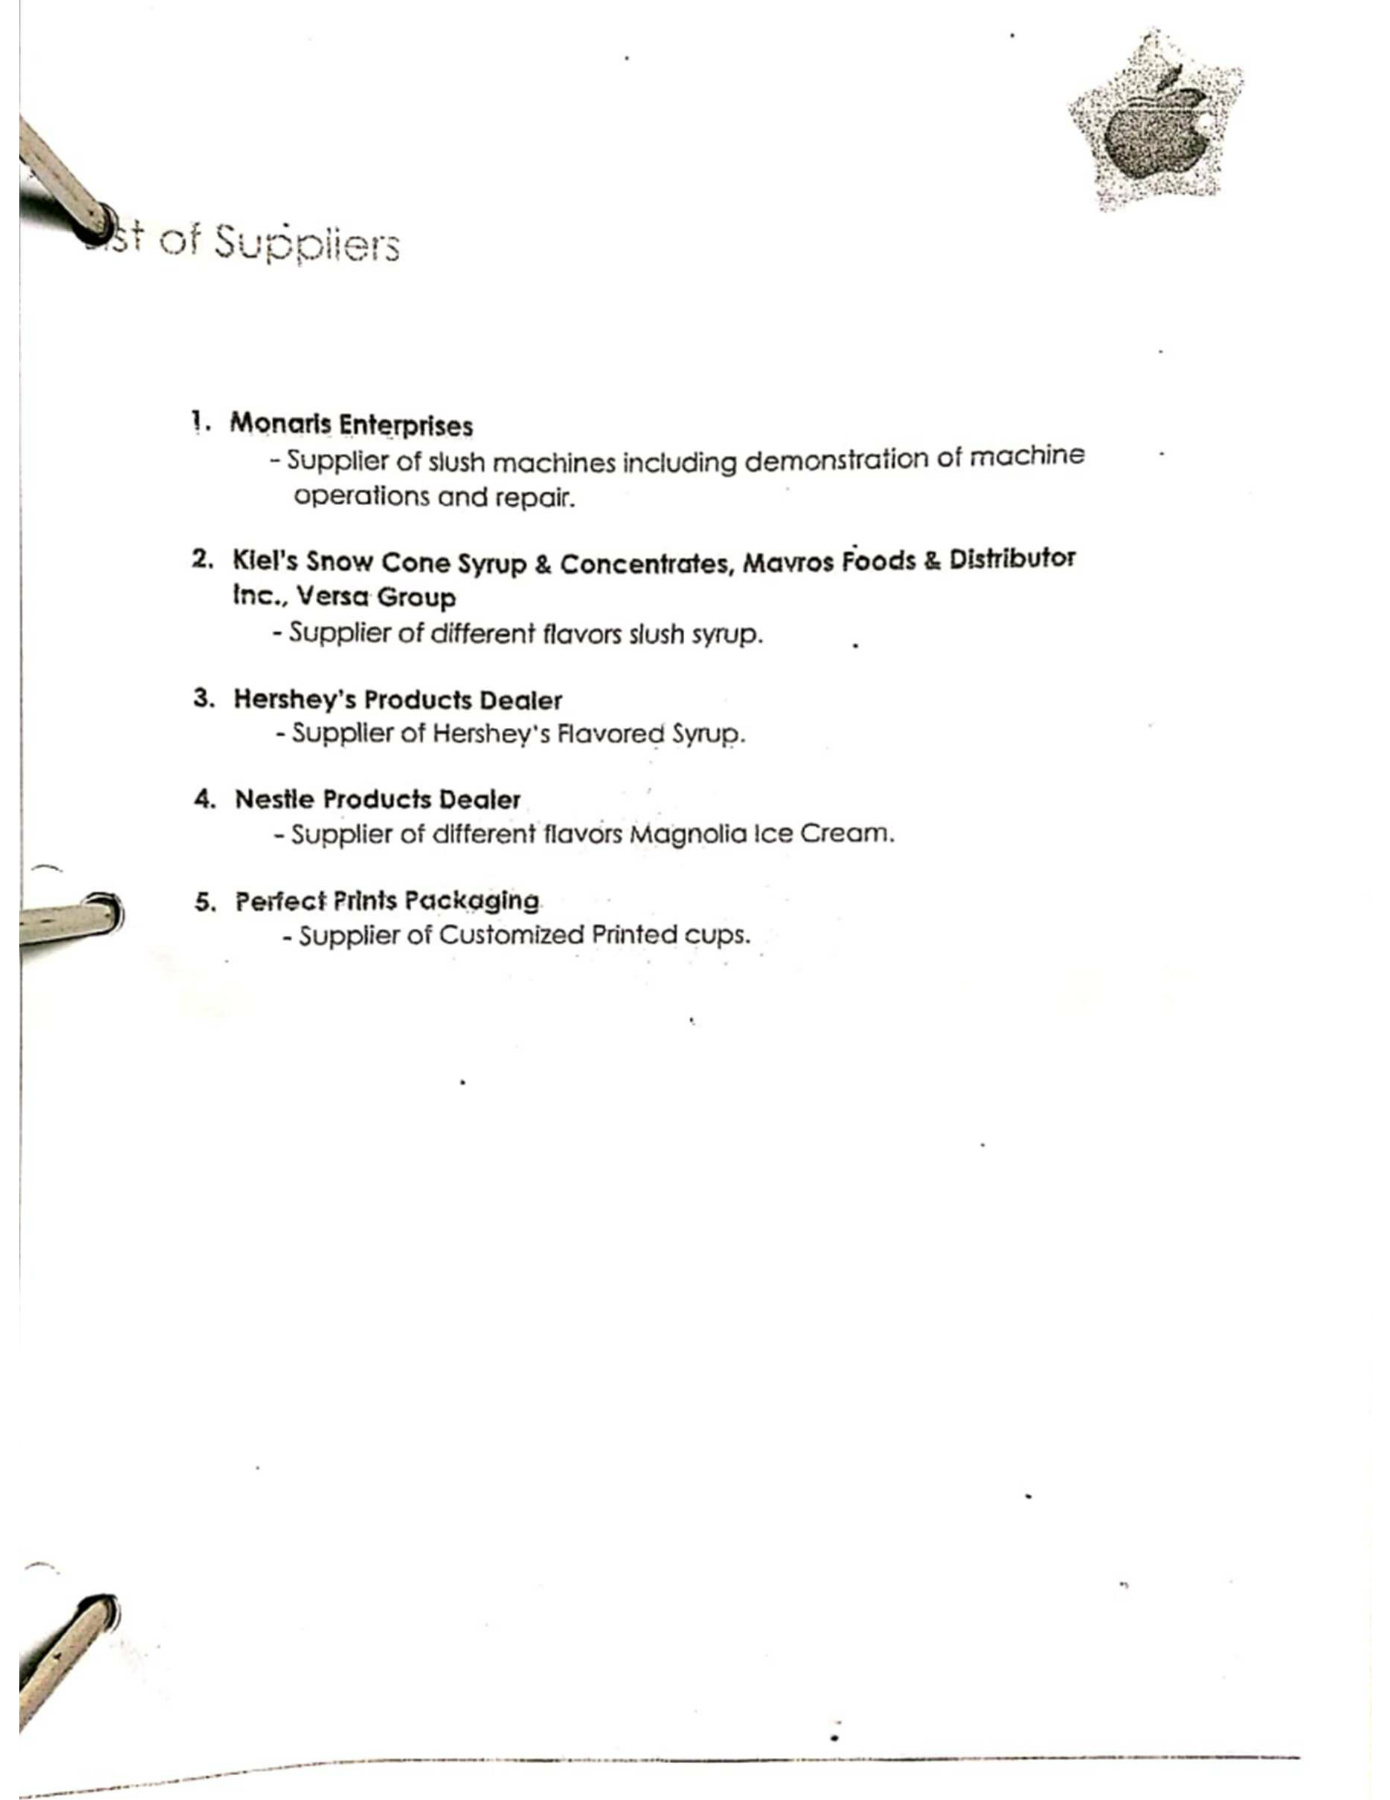 List of Suppliers
1. Monaris Enterprises
- Supplier of slush machines including demonstration of machine
operations and repair.
2. Kiel's Snow Cone Syrup & Concentrates, Mavros Foods & Distributor
Inc., Versa Group
- Supplier of different flavors slush syrup.
3. Hershey's Products Dealer
- Supplier of Hershey's Flavored Syrup.
4. Nestle Products Dealer
- Supplier of different flavors Magnolia Ice Cream.
5. Perfect Prints Packaging
- Supplier of Customized Printed cups.